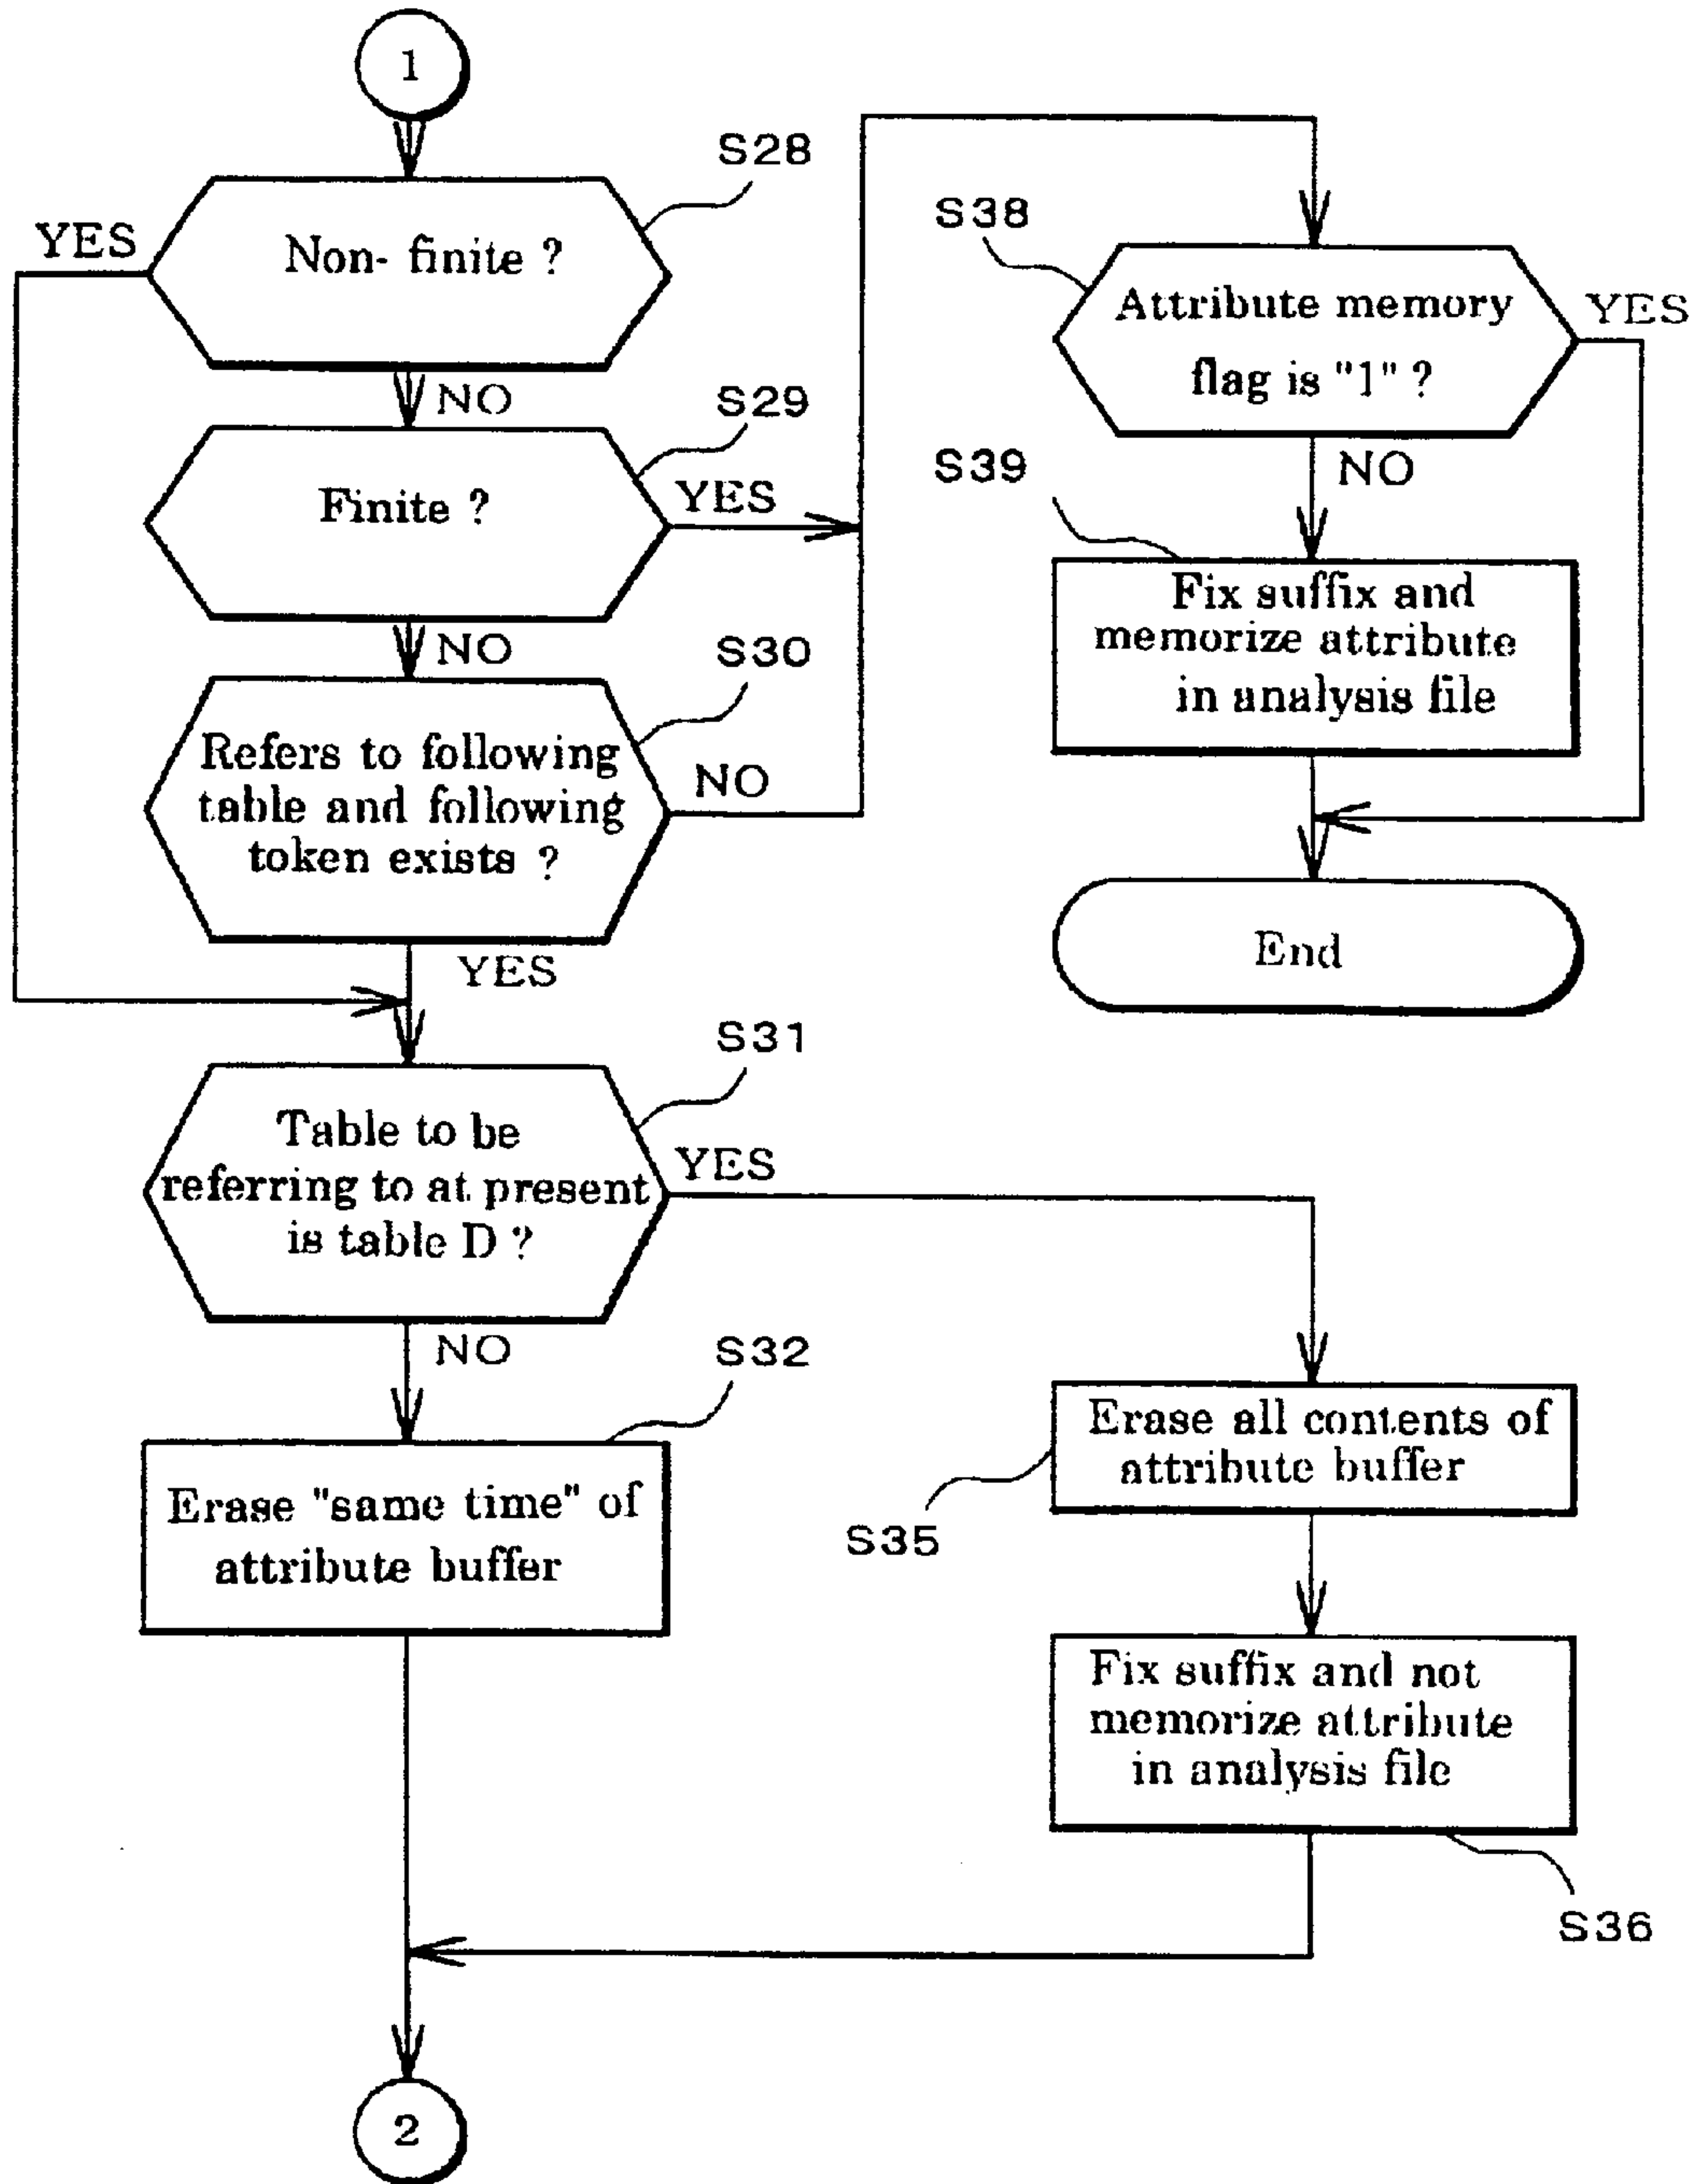 1
S28
YES
Non- finite ?
NO
S29
Finite ?
YES
NO
S30
Refers to following
table and following
token exists ?
NO
YES
S38
Attribute memory
flag is "1" ?
YES
NO
S39
Fix suffix and
memorize attribute
in analysis file
End
S31
Table to be
referring to at present
is table D ?
YES
NO
S32
Erase "same time" of
attribute buffer
Erase all contents of
attribute buffer
S35
Fix suffix and not
memorize attribute
in analysis file
S36
2